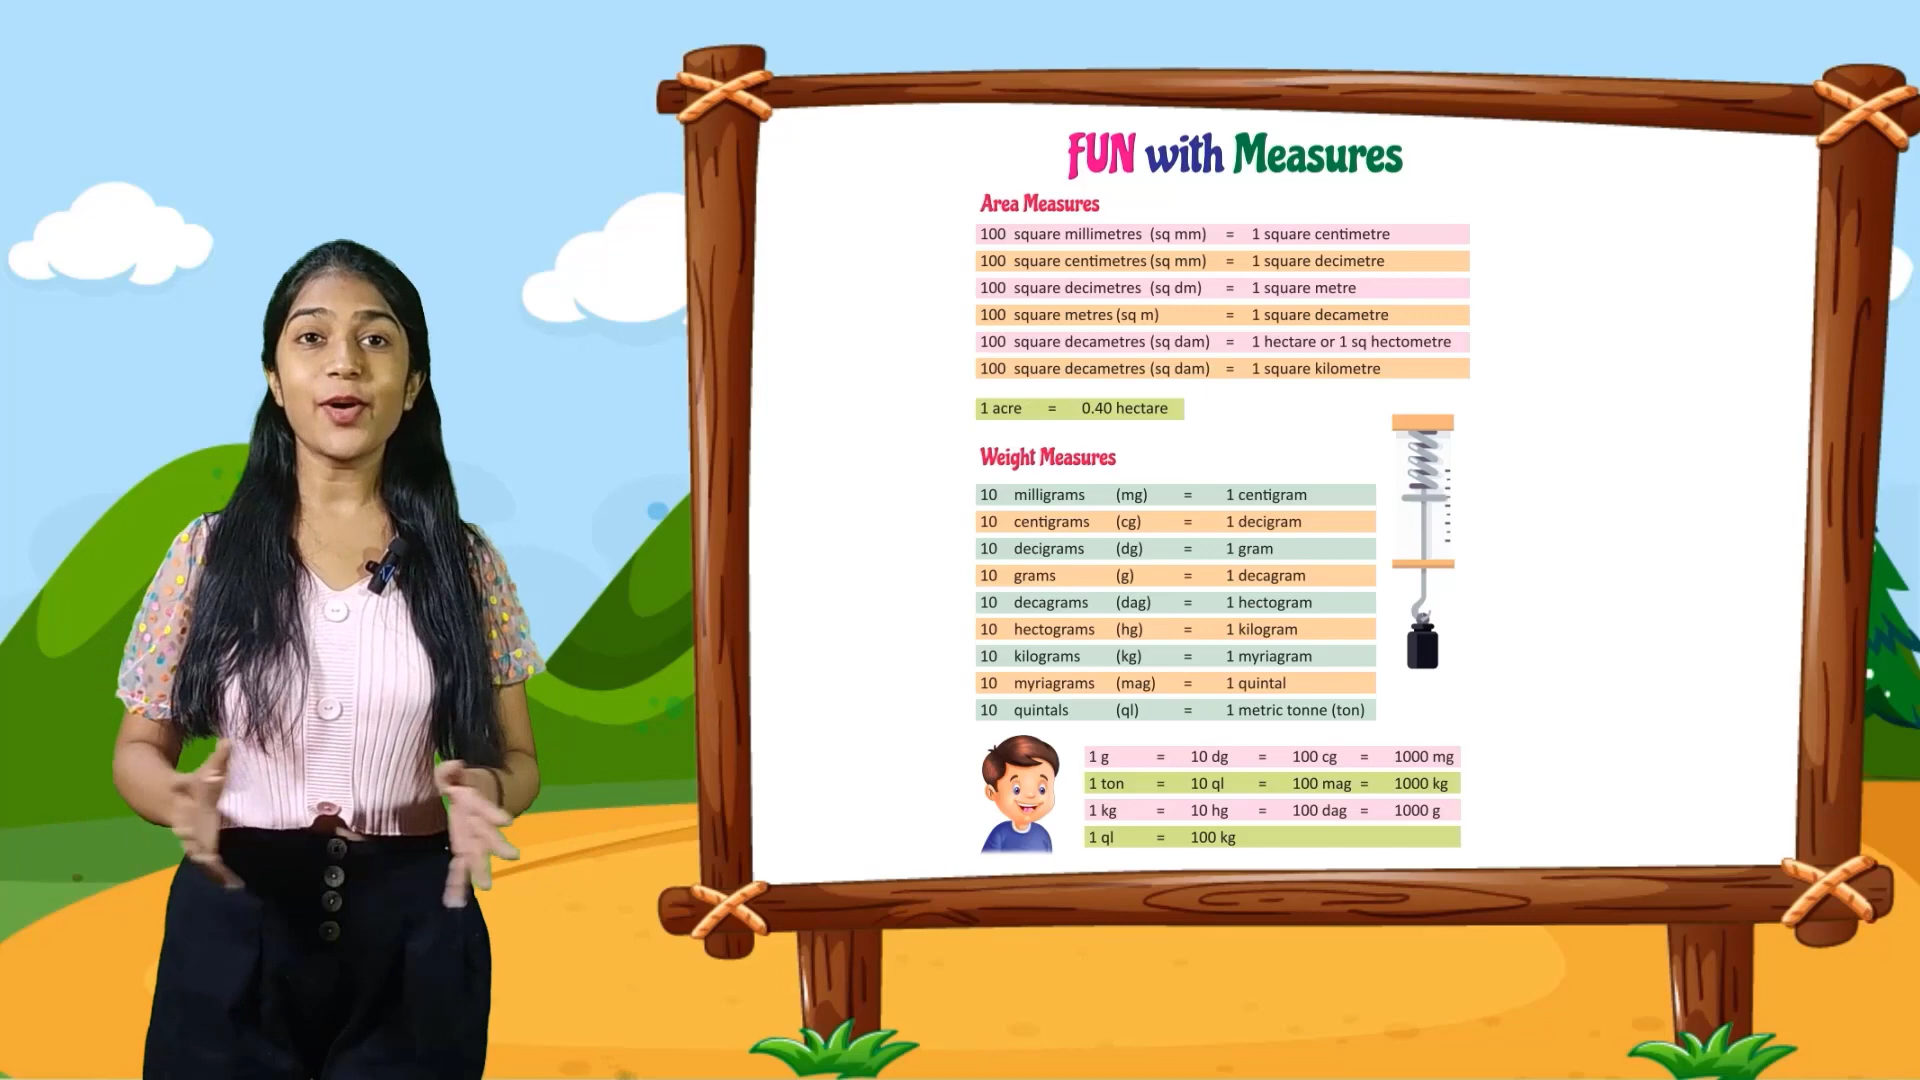 FUN with Measures
Area Measures
100 square millimetres (sq mm) = 1 square centimetre
100 square centimetres (sq mm) = 1 square decimetre
100 square decimetres (sq dm) = 1 square metre
100 square metres (sq m) = 1 square decametre
100 square decametres (sq dam) = 1 hectare or 1 sq hectometre
100 square decametres (sq dam) = 1 square kilometre
1 acre = 0.40 hectare
Weight Measures
10 milligrams (mg) = 1 centigram
10 centigrams (cg) = 1 decigram
10 decigrams (dg) = 1 gram
10 grams (g) = 1 decagram
10 decagrams (dag) = 1 hectogram
10 hectograms (hg) = 1 kilogram
10 kilograms (kg) = 1 myriagram
10 myriagrams (mag) = 1 quintal
10 quintals (ql) = 1 metric tonne (ton)
1 g = 10 dg = 100 cg = 1000 mg
1 ton = 10 ql = 100 mag = 1000 kg
1 kg = 10 hg = 100 dag = 1000 g
1 ql = 100 kg